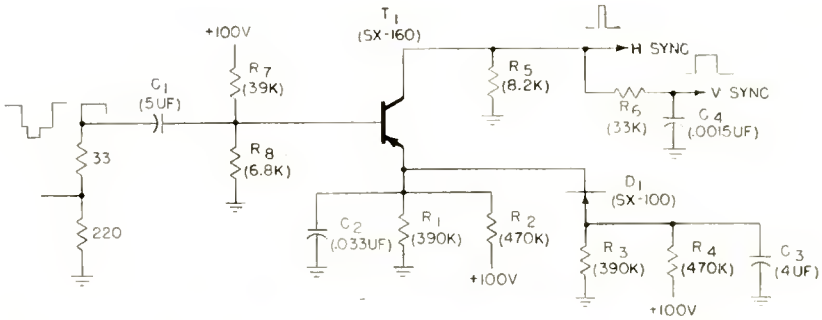 T1
(SX-160)
+100V
R7
(39K)
C1
(5UF)
R5
(8.2K)
H SYNC
V SYNC
R6
(33K)
C4
(.0015UF)
33
R8
(6.8K)
220
D1
(SX-100)
C2
(.033UF)
R1
(390K)
R2
(470K)
+100V
R3
(390K)
R4
(470K)
C3
(4UF)
+100V